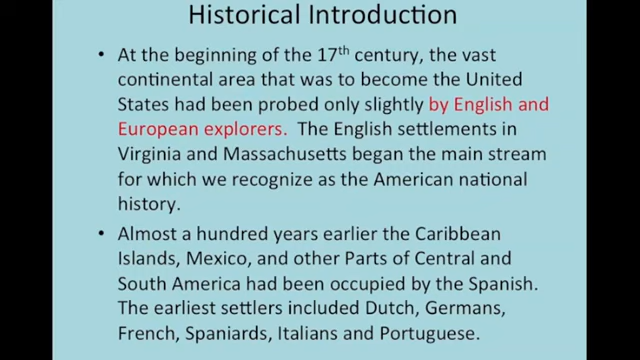 Historical Introduction
• At the beginning of the 17th century, the vast
continental area that was to become the United
States had been probed only slightly by English and
European explorers. The English settlements in
Virginia and Massachusetts began the main stream
for which we recognize as the American national
history.
• Almost a hundred years earlier the Caribbean
Islands, Mexico, and other Parts of Central and
South America had been occupied by the Spanish.
The earliest settlers included Dutch, Germans,
French, Spaniards, Italians and Portuguese.